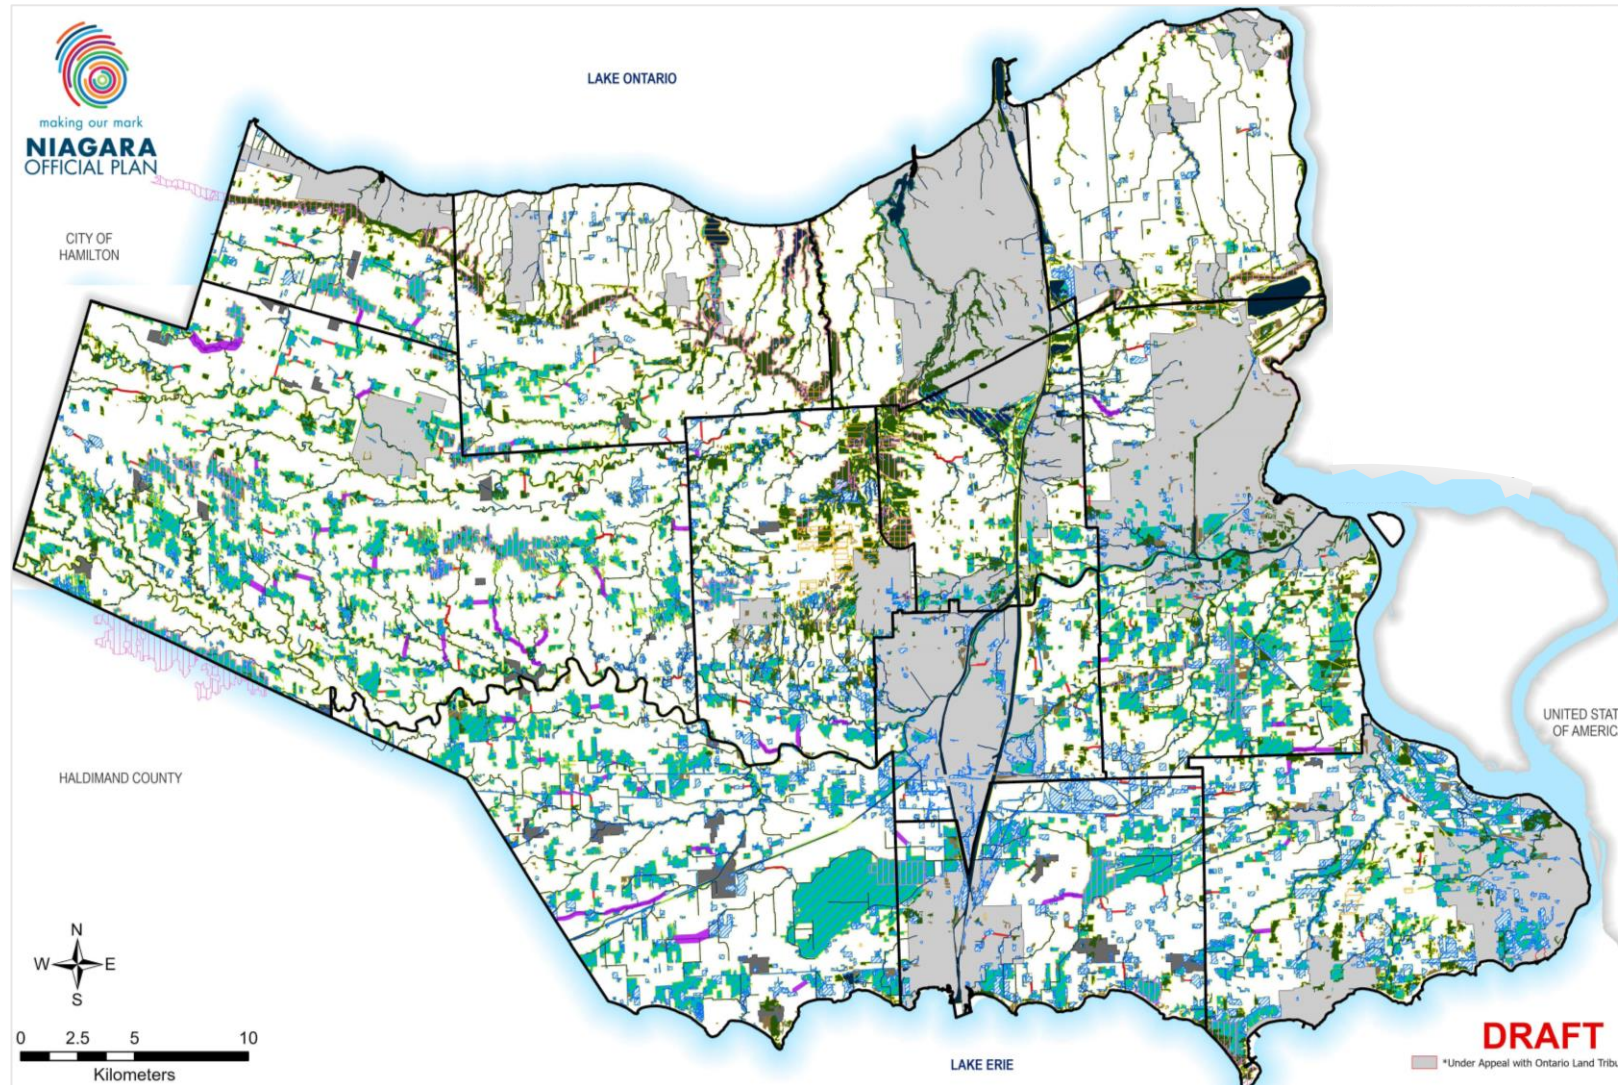 making our mark
NIAGARA
OFFICIAL PLAN
LAKE ONTARIO
CITY OF
HAMILTON
UNITED STAT
OF AMERIC
HALDIMAND COUNTY
N
W E
S
0 2.5 5 10
Kilometers
LAKE ERIE
DRAFT
*Under Appeal with Ontario Land Tribu